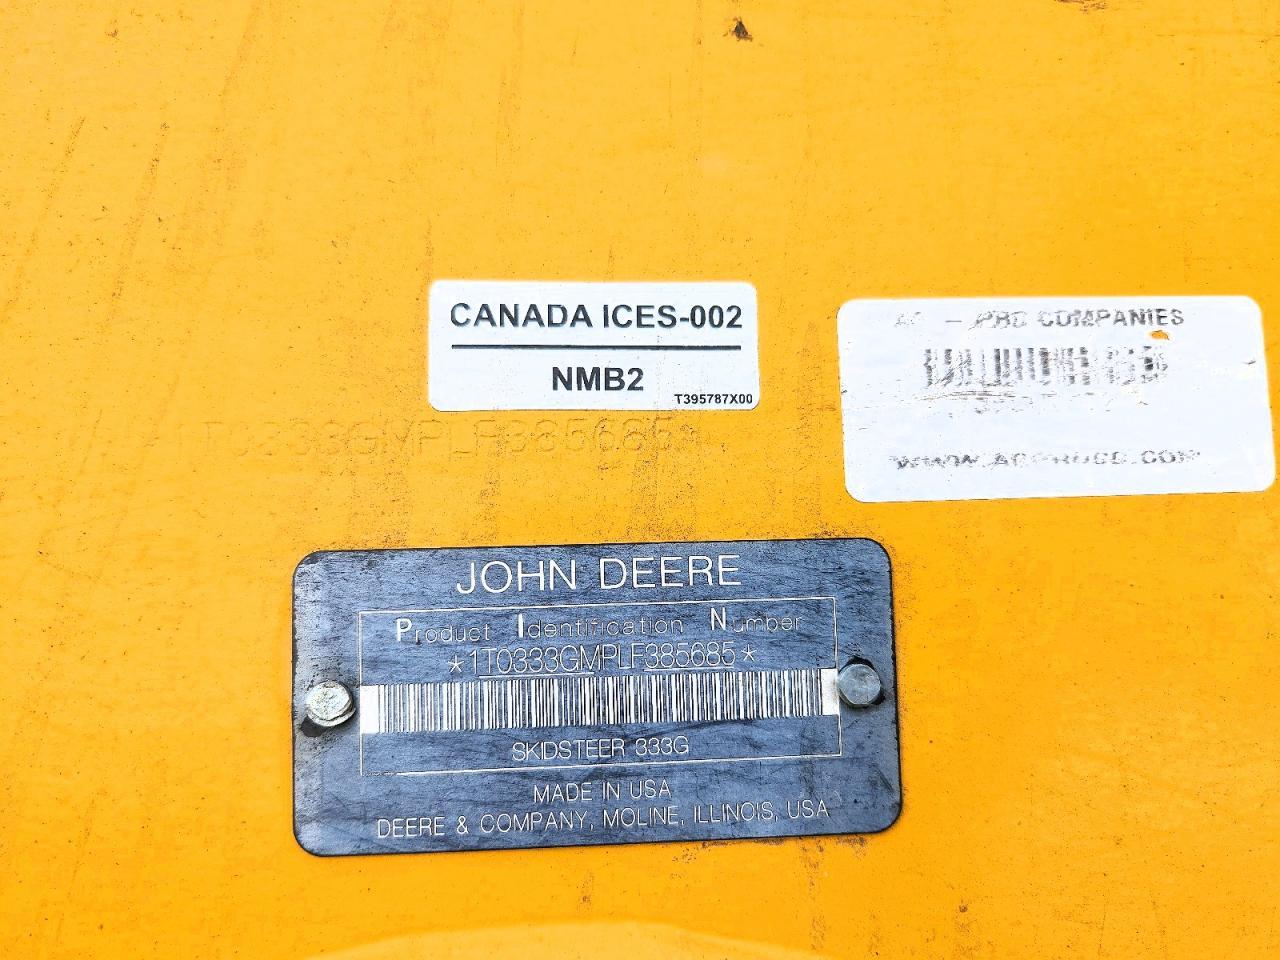 CANADA ICES-002
NMB2
T395787X00
COMPANIES
JOHN DEERE
Product Identification Number
*1T0333GMPLF385685*
SKIDSTEER 333G
MADE IN USA
DEERE & COMPANY, MOLINE, ILLINOIS, USA